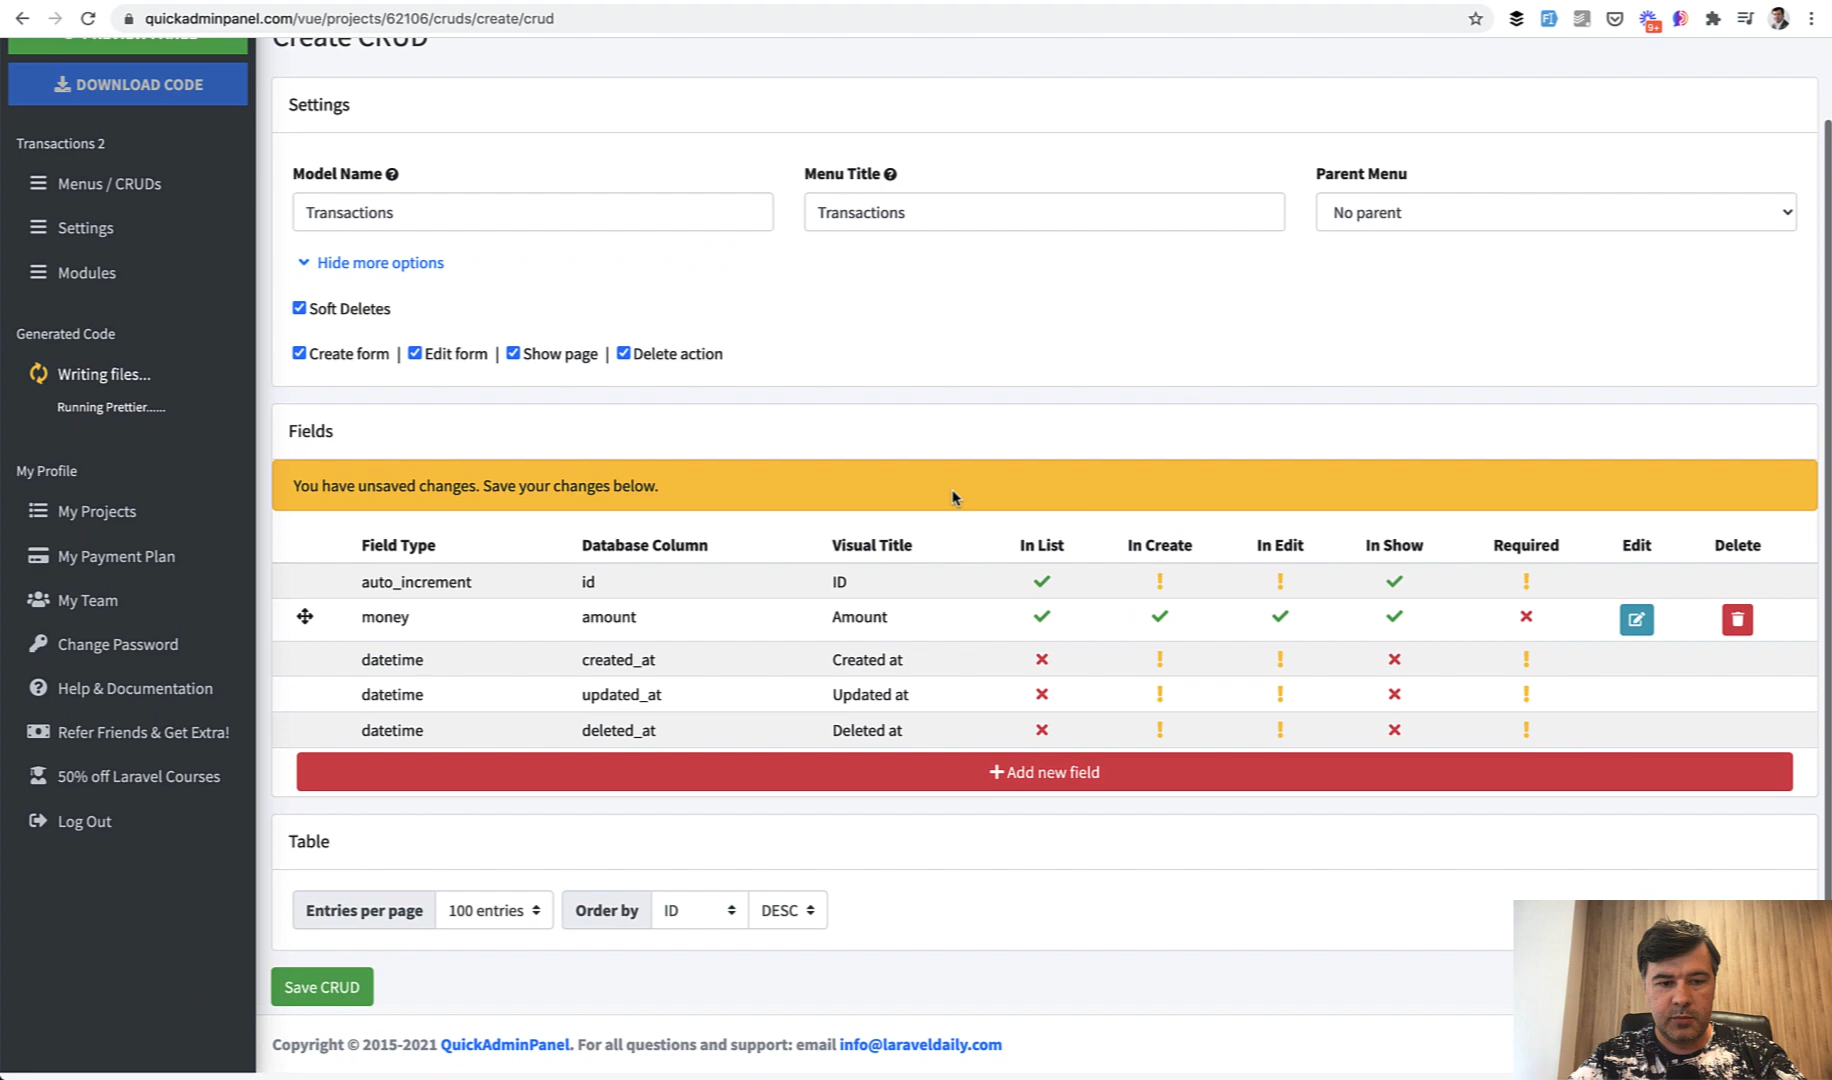 quickadminpanel.com/vue/projects/62106/cruds/create/crud
9+
Create CRUD
DOWNLOAD CODE
Transactions 2
Menus / CRUDs
Settings
Modules
Generated Code
Writing files...
Running Prettier......
My Profile
My Projects
My Payment Plan
My Team
Change Password
Help & Documentation
Refer Friends & Get Extra!
50% off Laravel Courses
Log Out
Settings
Model Name Menu Title Parent Menu
Transactions Transactions No parent
Hide more options
Soft Deletes
Create form | Edit form | Show page | Delete action
Fields
You have unsaved changes. Save your changes below.
Field Type Database Column Visual Title In List In Create In Edit In Show Required Edit Delete
auto_increment id ID
money amount Amount
datetime created_at Created at
datetime updated_at Updated at
datetime deleted_at Deleted at
+ Add new field
Table
Entries per page 100 entries Order by ID DESC
Save CRUD
Copyright © 2015-2021 QuickAdminPanel. For all questions and support: email info@laraveldaily.com